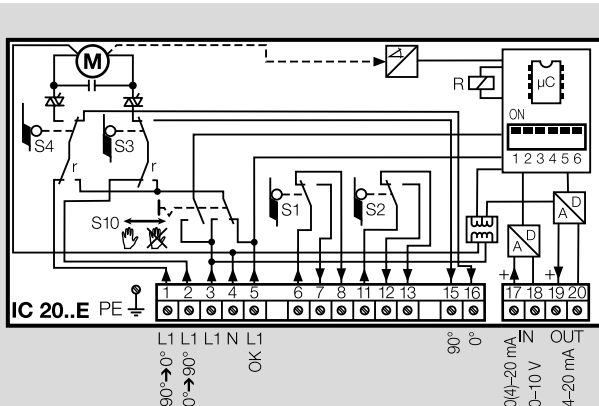 M
R
µC
ON
1 2 3 4 5 6
S4
S3
r
r
S10
S1
S2
A
D
A
D
+
+
IC 20..E PE
1 2 3 4 5 6 7 8 11 12 13 15 16 17 18 19 20
L1 L1 L1 N L1
90°→0°
0°→90°
OK
90°
0°
IN
OUT
0(4)–20 mA
0–10 V
4–20 mA